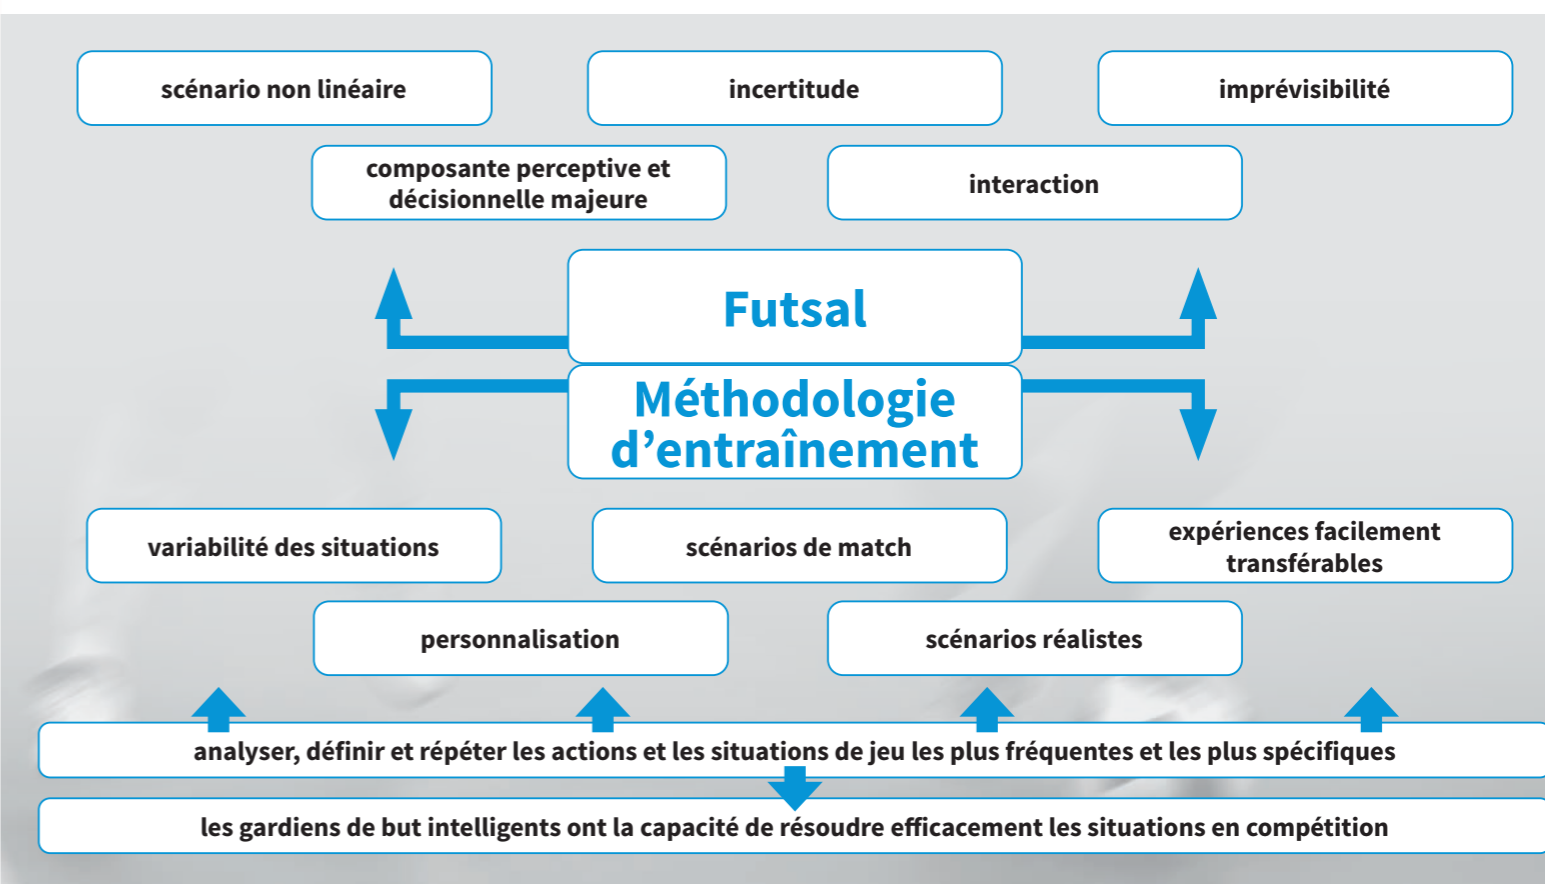 scénario non linéaire
incertitude
imprévisibilité
composante perceptive et
décisionnelle majeure
interaction
Futsal
Méthodologie
d’entraînement
variabilité des situations
scénarios de match
expériences facilement
transférables
personnalisation
scénarios réalistes
analyser, définir et répéter les actions et les situations de jeu les plus fréquentes et les plus spécifiques
les gardiens de but intelligents ont la capacité de résoudre efficacement les situations en compétition